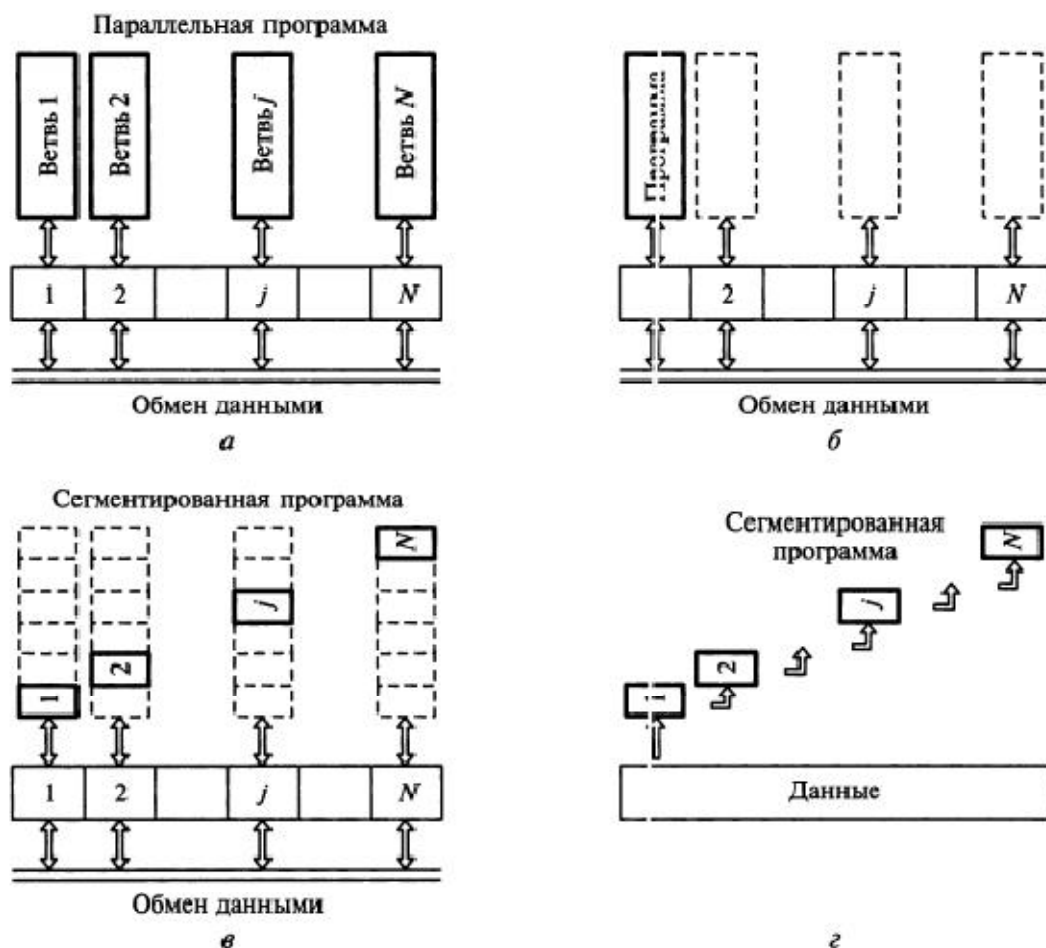 Параллельная программа
Ветвь 1
Ветвь 2
Ветвь j
Ветвь N
1 2 j N
Обмен данными
а
Программа
2 j N
Обмен данными
б
Сегментированная программа
1
2
j
N
1 2 j N
Обмен данными
в
Сегментированная
программа
N
j
2
1
Данные
г